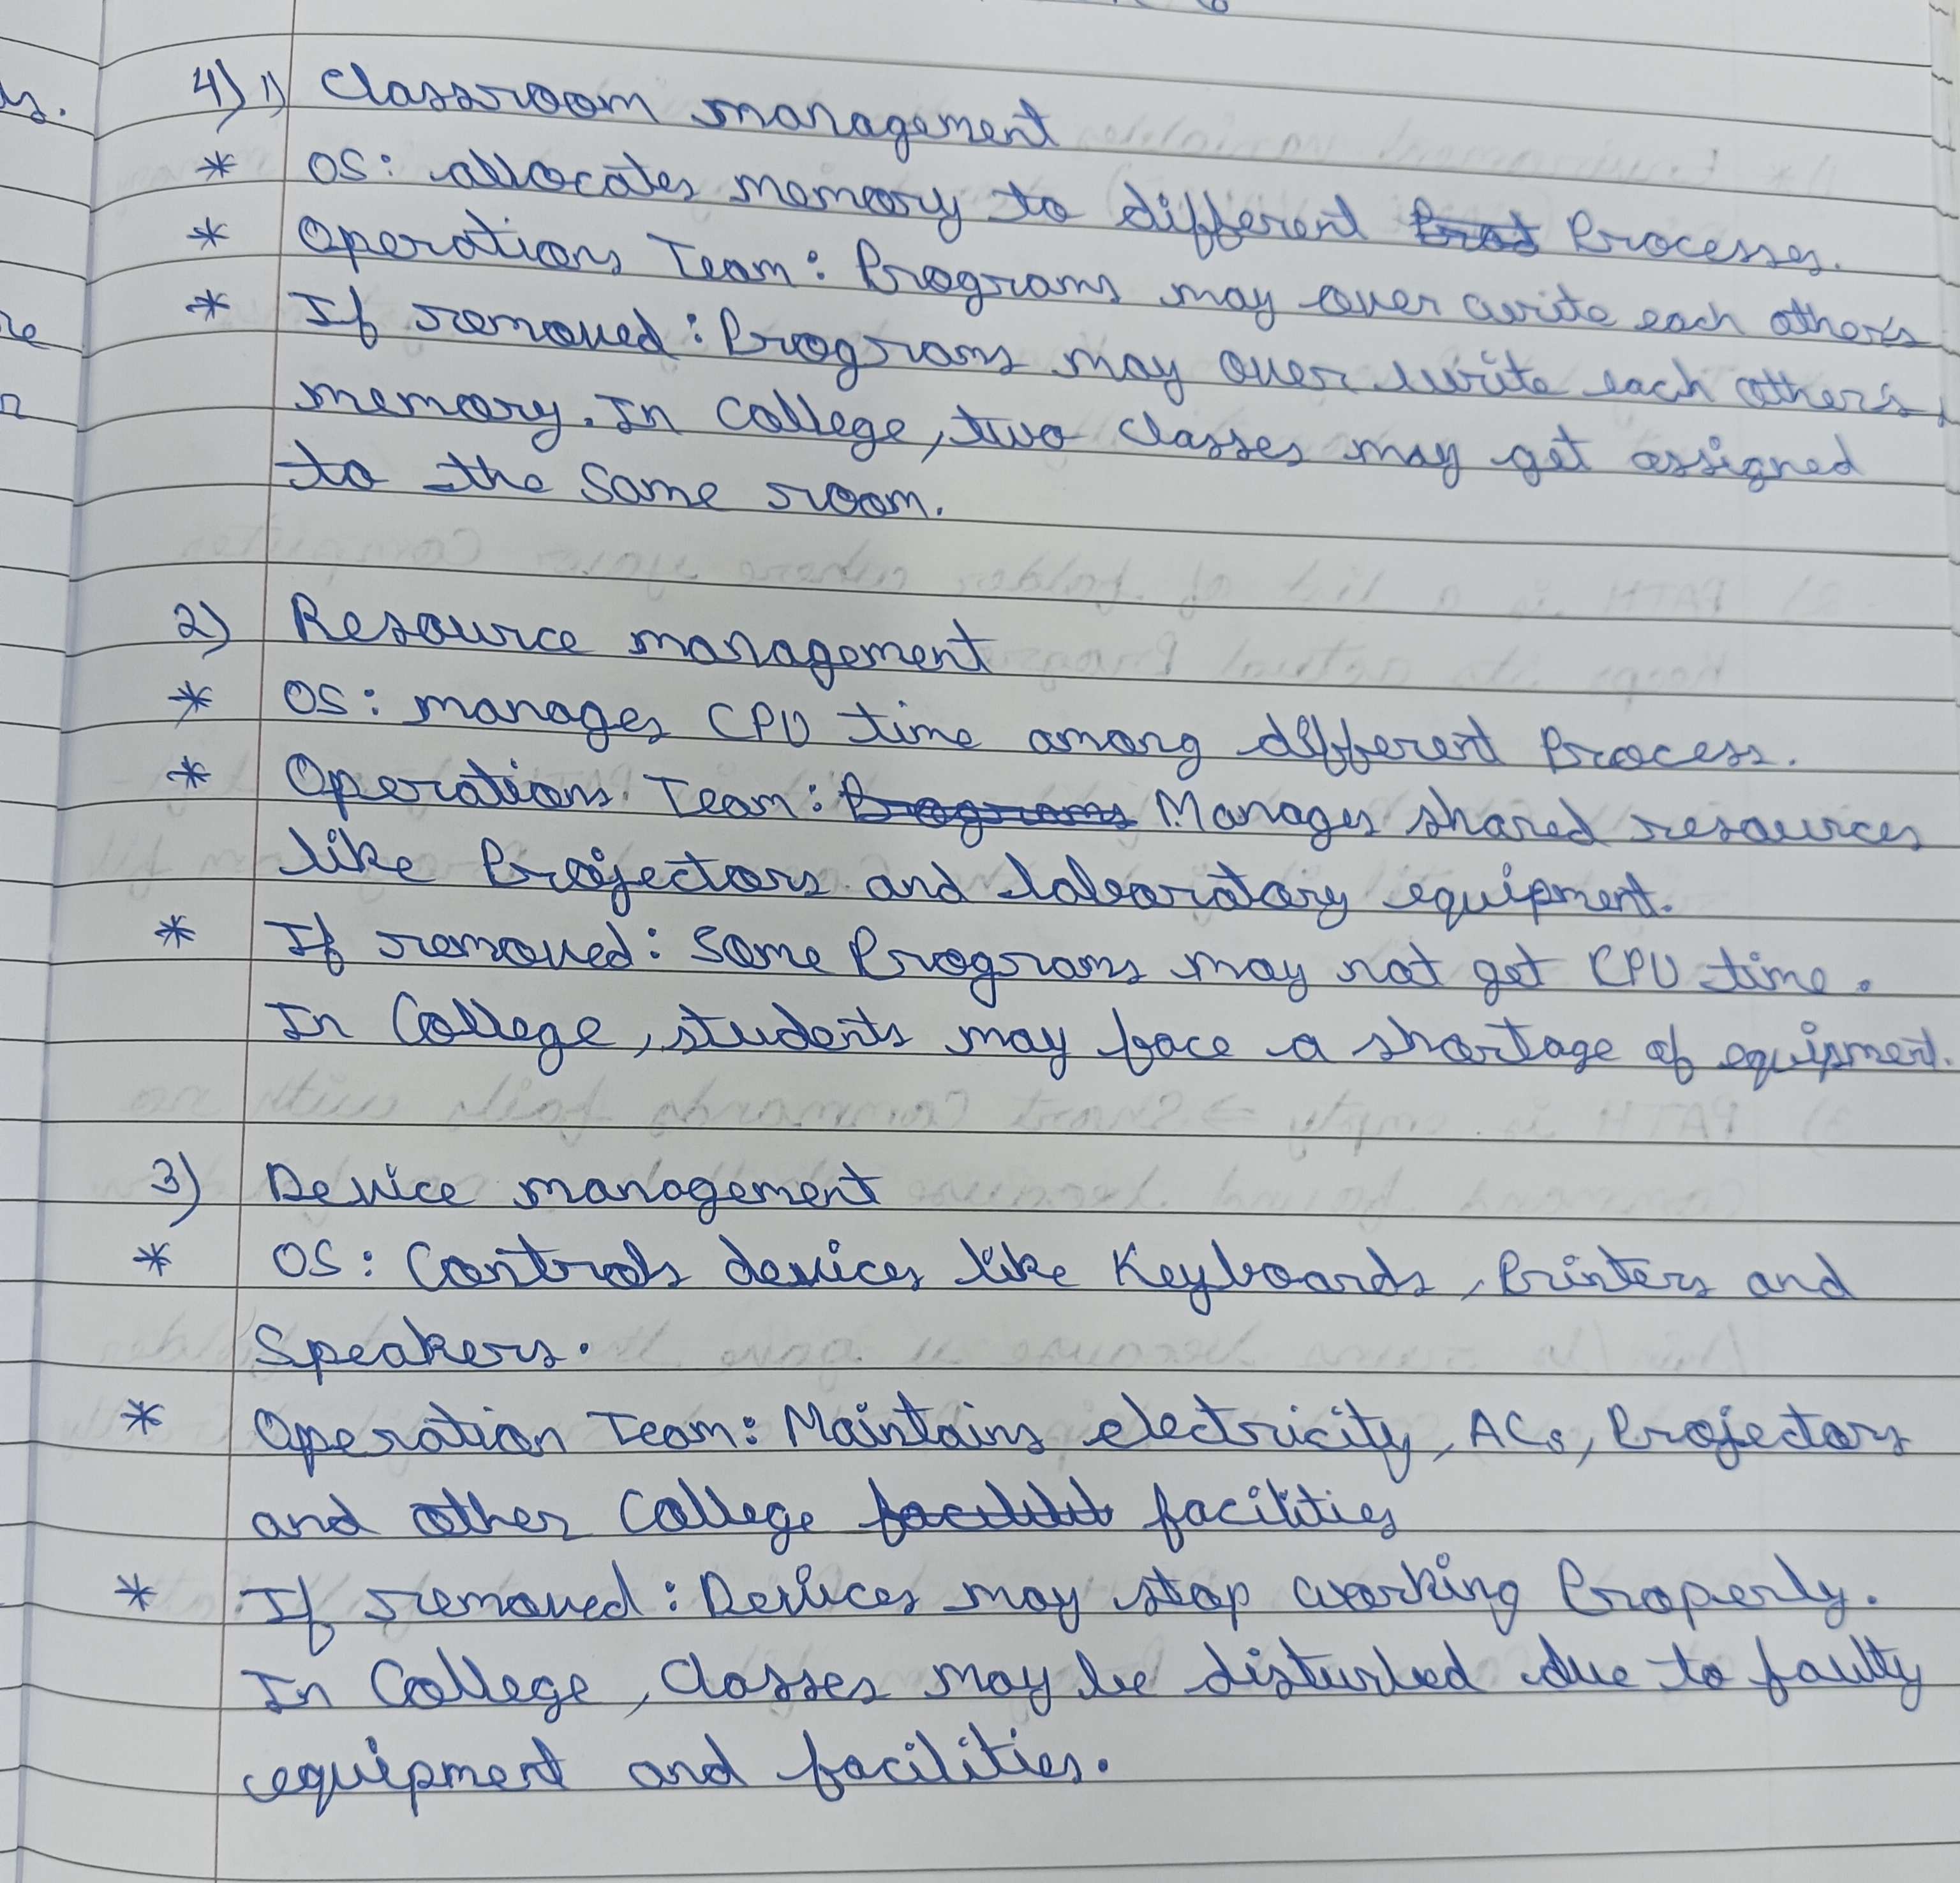 4) 1) Classroom management
* OS: allocates memory to different Processes.
* Operations Team: Programs may over write each other's
* If removed: Programs may over write each other's
memory. In College, two classes may get assigned
to the same room.
2) Resource management
* OS: manages CPU time among different Process.
* Operations Team: Programs Manages shared resources
like Projectors and laboratory equipment.
* If removed: Some Programs may not get CPU time.
In College, students may face a shortage of equipment.
3) Device management
* OS: Controls devices like Keyboards, Printers and
Speakers.
* Operation Team: Maintains electricity, ACs, Projectors
and other College facilities
* If removed: Devices may stop working Properly.
In College, Classes may be disturbed due to faulty
equipment and facilities.